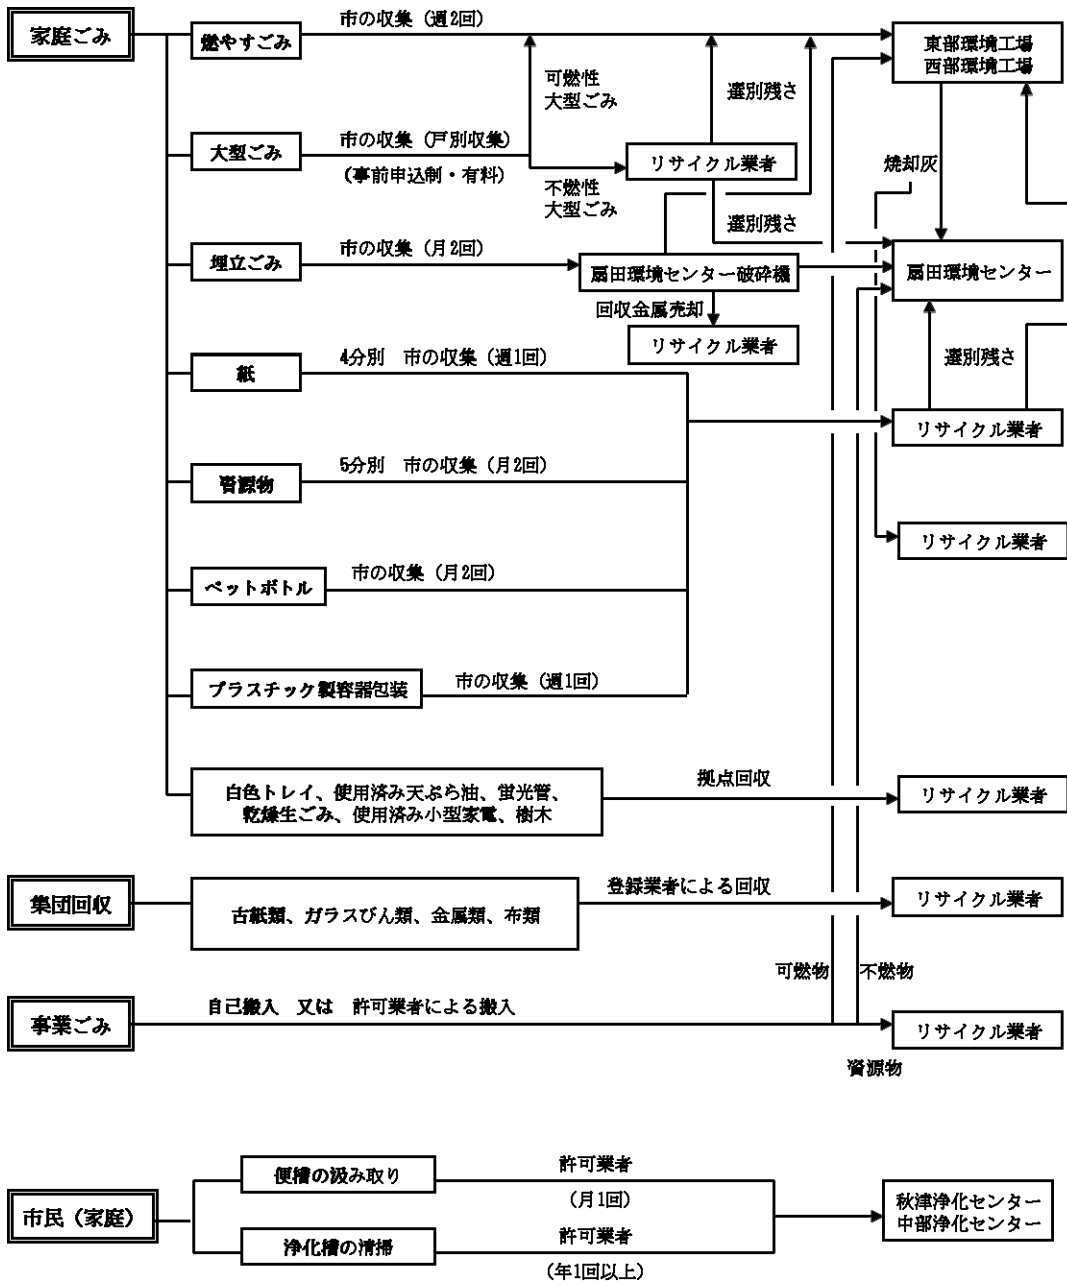 家庭ごみ
燃やすごみ
市の収集（週2回）
東部環境工場
西部環境工場
可燃性
大型ごみ
選別残さ
大型ごみ
市の収集（戸別収集）
（事前申込制・有料）
不燃性
大型ごみ
リサイクル業者
焼却灰
選別残さ
埋立ごみ
市の収集（月2回）
扇田環境センター破砕機
扇田環境センター
回収金属売却
リサイクル業者
紙
4分別　市の収集（週1回）
選別残さ
リサイクル業者
資源物
5分別　市の収集（月2回）
リサイクル業者
ペットボトル
市の収集（月2回）
プラスチック製容器包装
市の収集（週1回）
白色トレイ、使用済み天ぷら油、蛍光管、
乾燥生ごみ、使用済み小型家電、樹木
拠点回収
リサイクル業者
集団回収
古紙類、ガラスびん類、金属類、布類
登録業者による回収
リサイクル業者
可燃物
不燃物
事業ごみ
自己搬入　又は　許可業者による搬入
リサイクル業者
資源物
市民（家庭）
便槽の汲み取り
許可業者
（月1回）
秋津浄化センター
中部浄化センター
浄化槽の清掃
許可業者
（年1回以上）